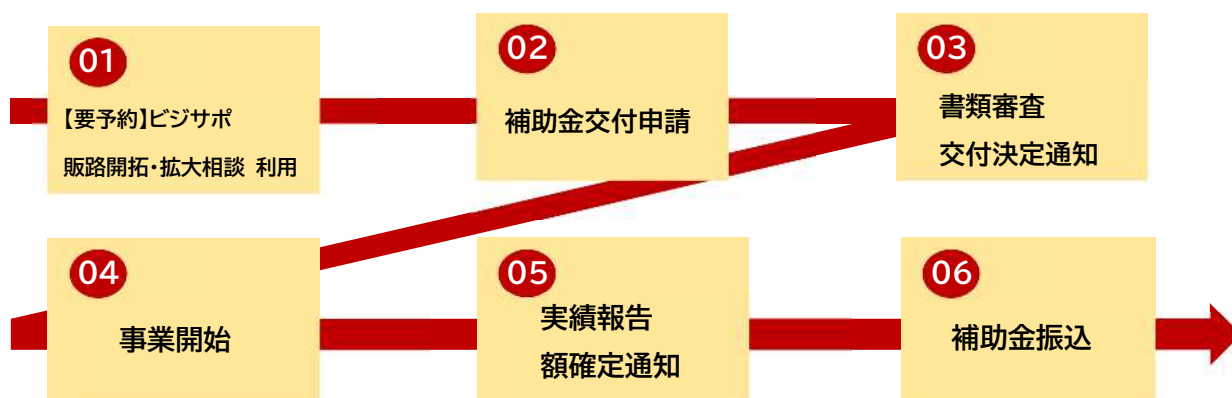 01
【要予約】ビジサポ
販路開拓・拡大相談 利用
02
補助金交付申請
03
書類審査
交付決定通知
04
事業開始
05
実績報告
額確定通知
06
補助金振込